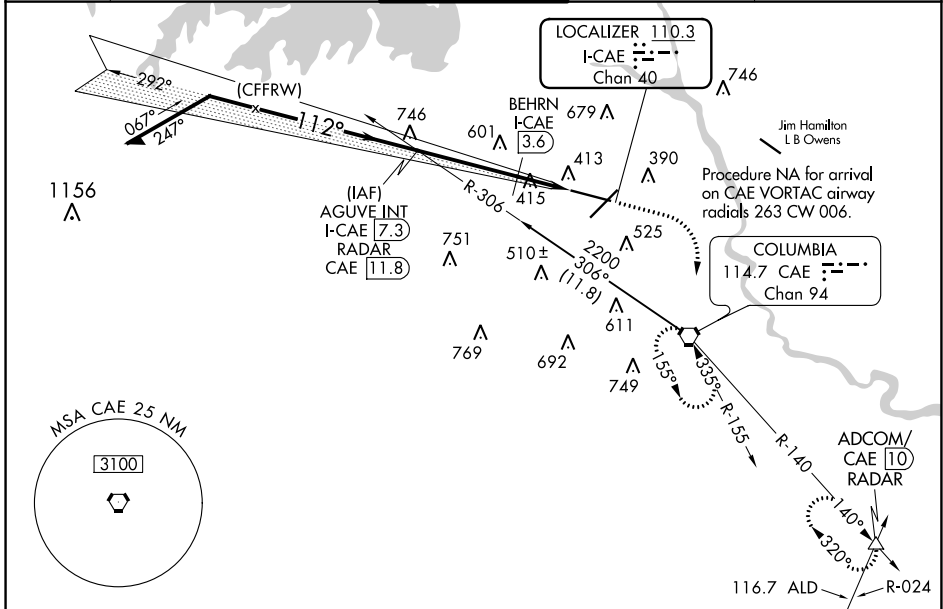 LOCALIZER 110.3
I-CAE
Chan 40
746
292°
(CFFRW)
067°
247°
112°
746
BEHRN
I-CAE
3.6
679
601
413
390
415
Jim Hamilton
L B Owens
Procedure NA for arrival
on CAE VORTAC airway
radials 263 CW 006.
1156
(IAF)
AGUVE INT
I-CAE 7.3
RADAR
CAE 11.8
R-306
751
510±
525
2200
306°
(11.8)
COLUMBIA
114.7 CAE
Chan 94
611
769
692
749
155°
335°
R-155
R-140
MSA CAE 25 NM
3100
ADCOM/
CAE 10
RADAR
140°
320°
116.7 ALD
R-024